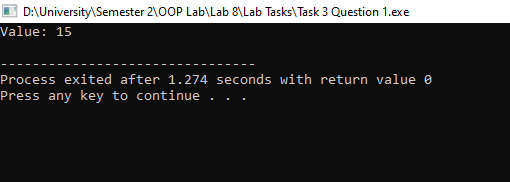 D:\University\Semester 2\OOP Lab\Lab 8\Lab Tasks\Task 3 Question 1.exe
Value: 15
--------------------------------
Process exited after 1.274 seconds with return value 0
Press any key to continue . . .